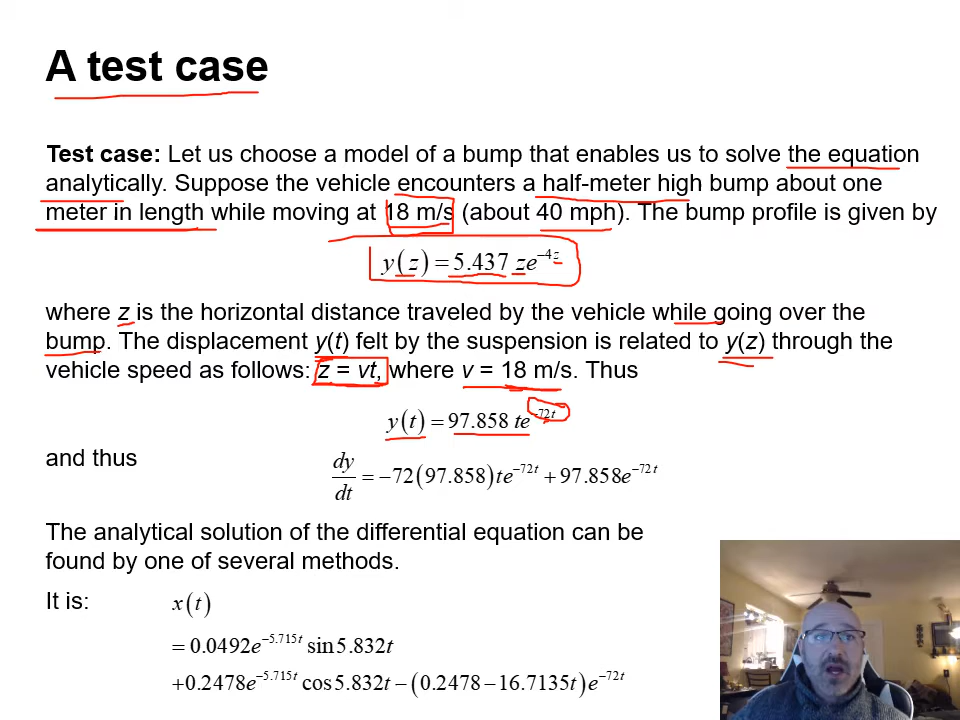 A test case
Test case: Let us choose a model of a bump that enables us to solve the equation
analytically. Suppose the vehicle encounters a half-meter high bump about one
meter in length while moving at 18 m/s (about 40 mph). The bump profile is given by
y(z) = 5.437 ze^{-4z}
where z is the horizontal distance traveled by the vehicle while going over the
bump. The displacement y(t) felt by the suspension is related to y(z) through the
vehicle speed as follows: z = vt, where v = 18 m/s. Thus
y(t) = 97.858 te^{-72t}
and thus
dy/dt = −72(97.858)te^{-72t} + 97.858e^{-72t}
The analytical solution of the differential equation can be
found by one of several methods.
It is: x(t)
= 0.0492e^{-5.715t} sin 5.832t
+0.2478e^{-5.715t} cos 5.832t − (0.2478 − 16.7135t)e^{-72t}